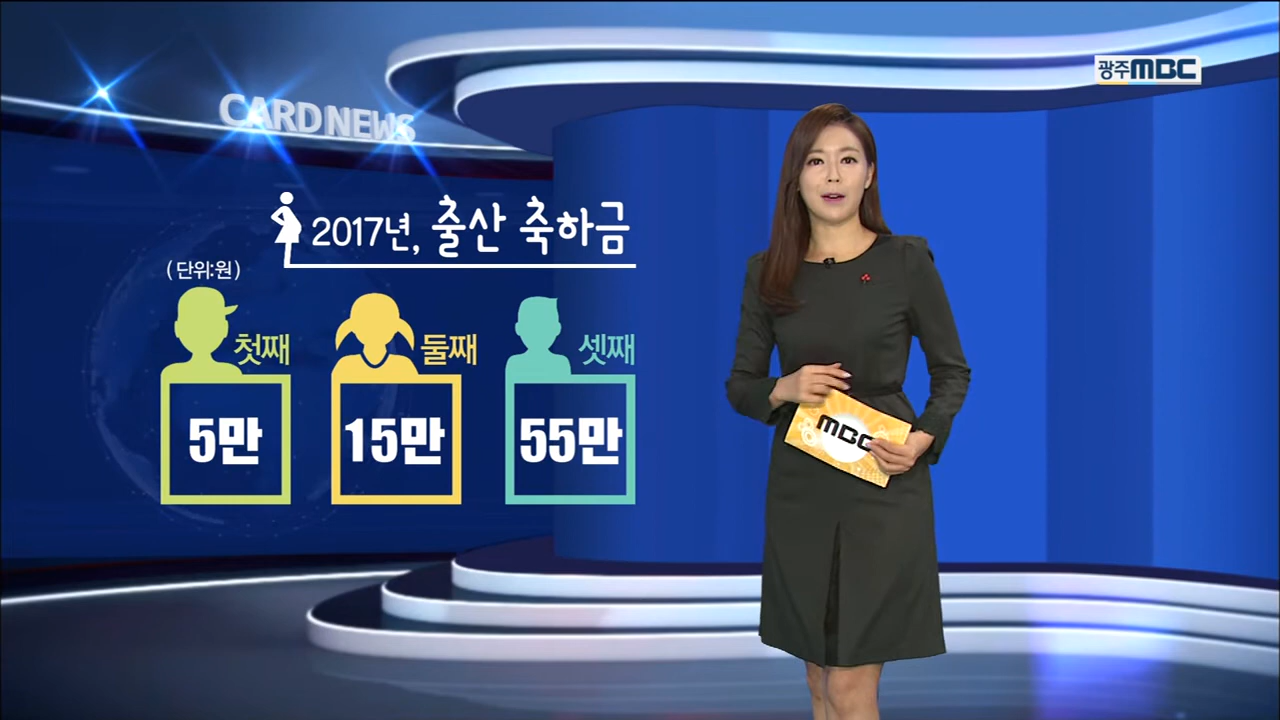 광주MBC
CARD NEWS
2017년, 출산 축하금
(단위:원)
첫째
둘째
셋째
5만
15만
55만
MBC